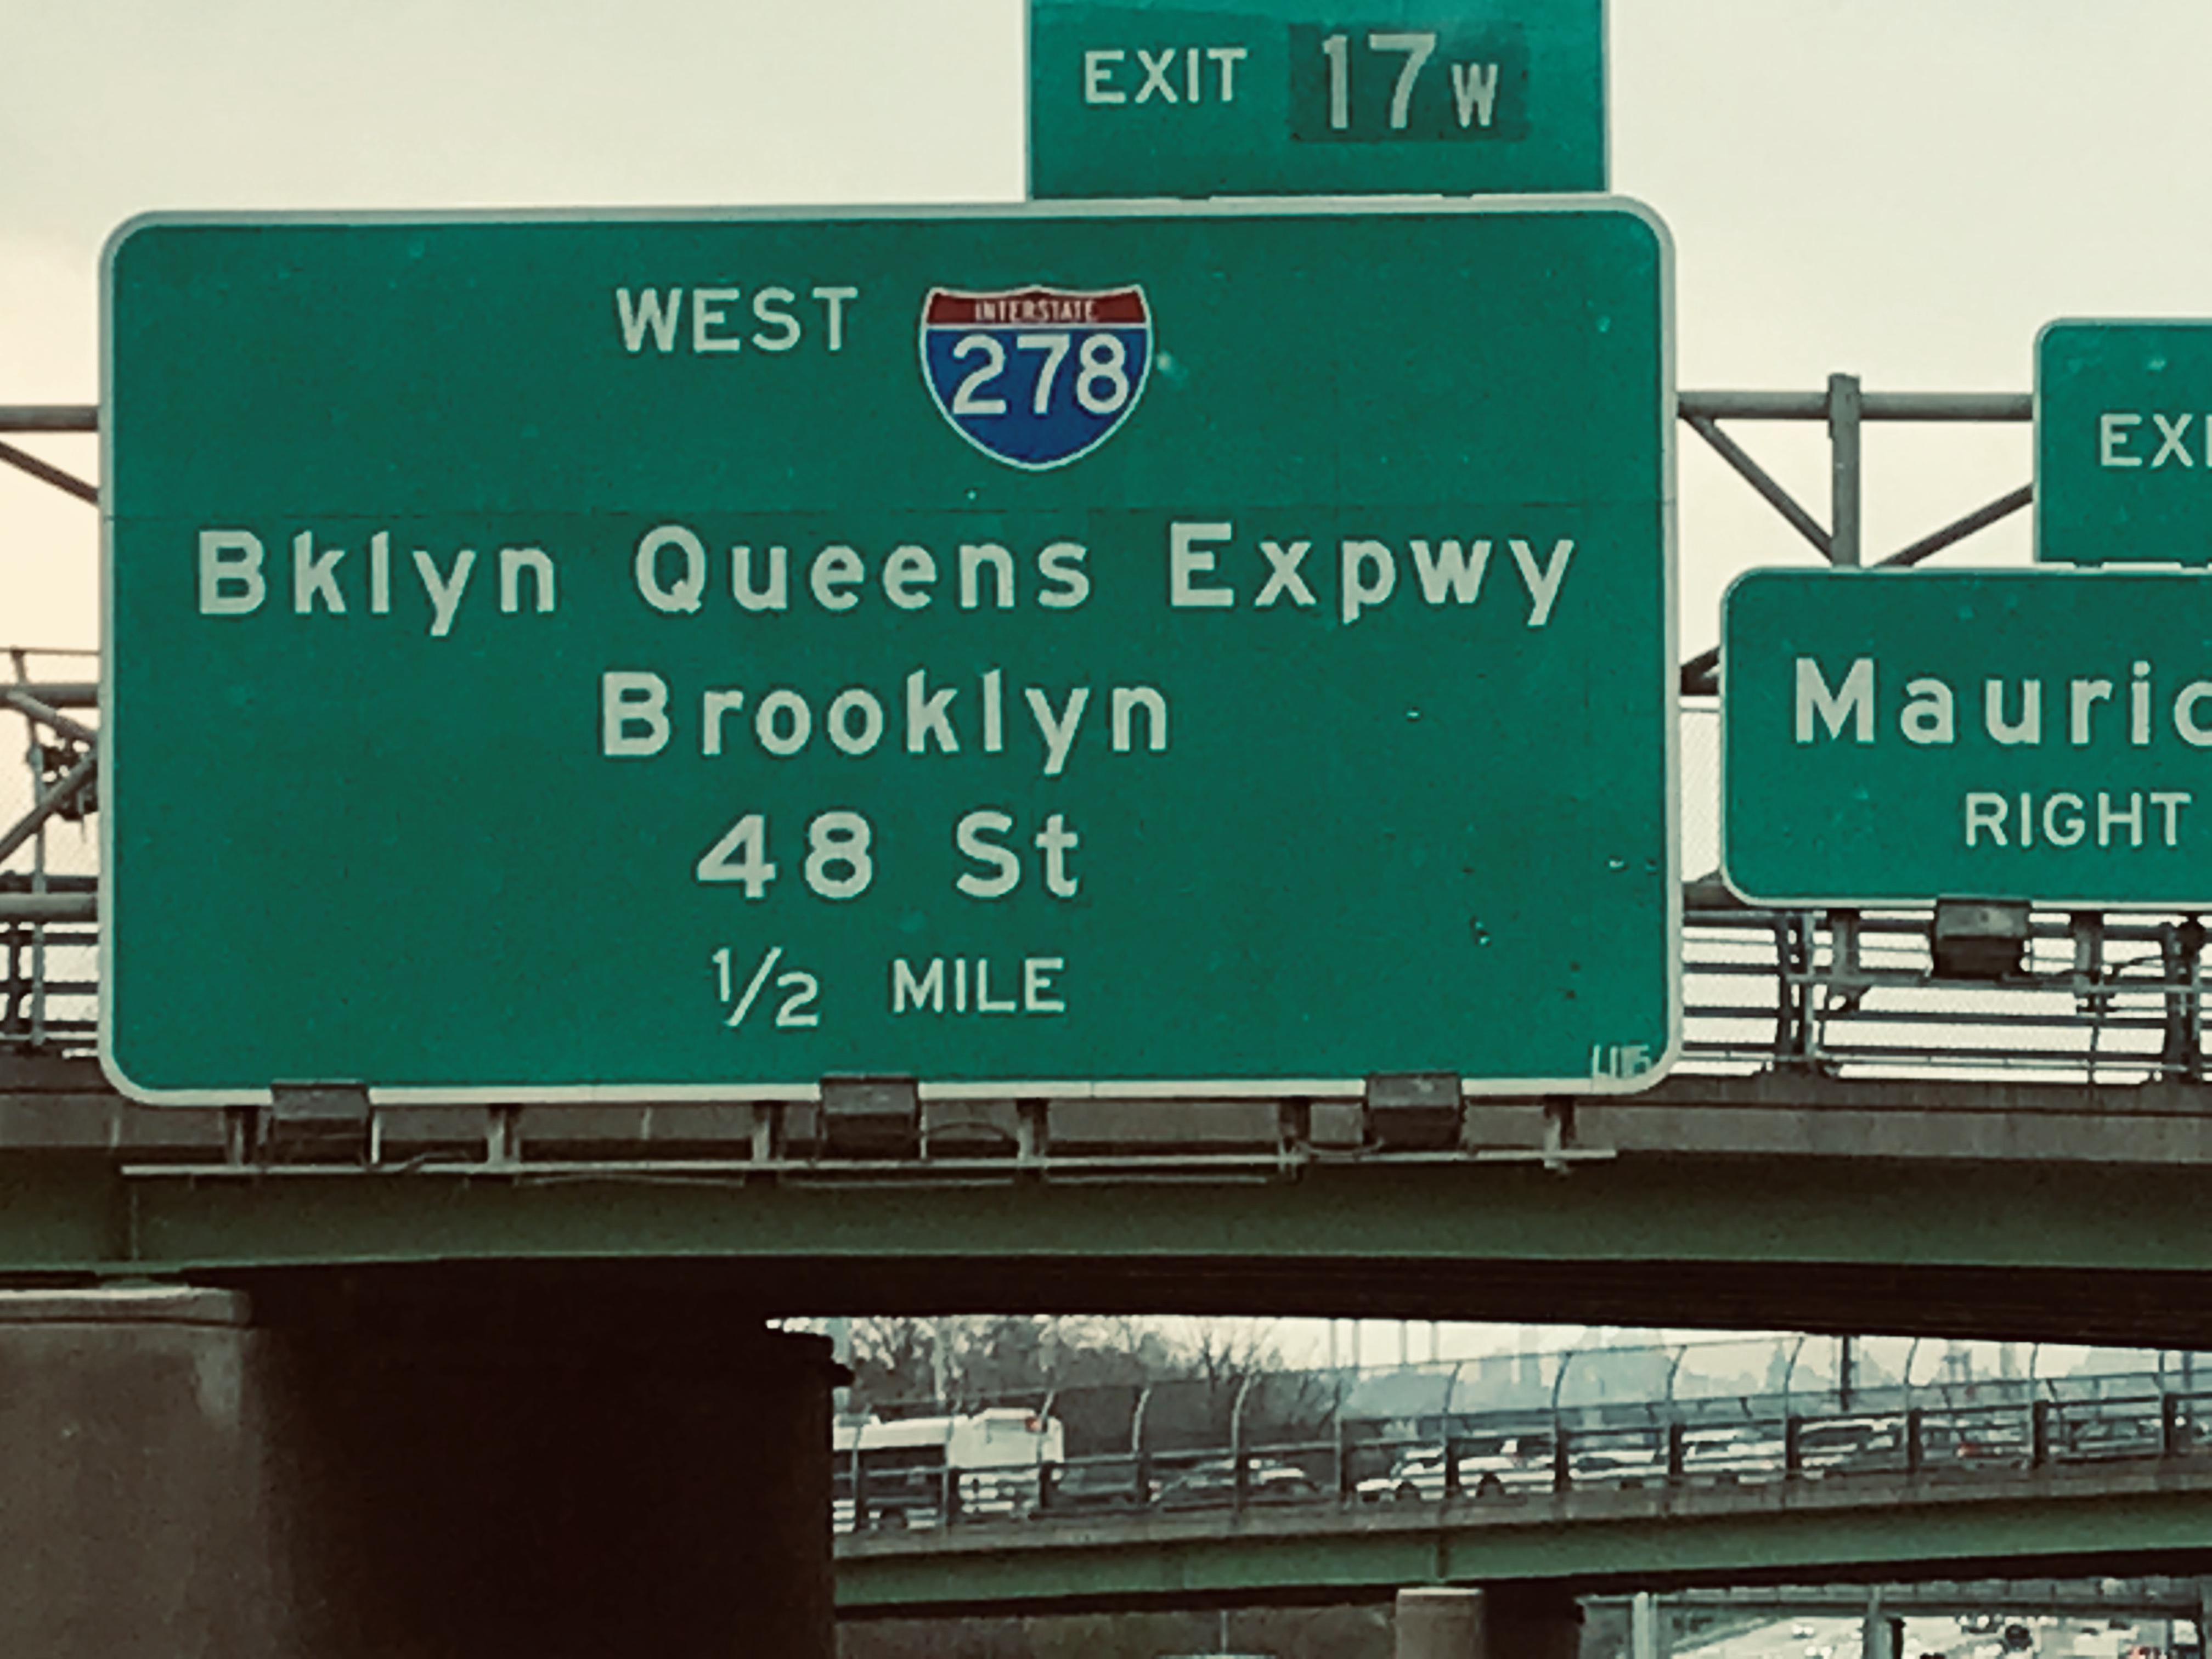 EXIT 17W
WEST
INTERSTATE
278
Bklyn Queens Expwy
Brooklyn
48 St
1/2 MILE
EXI
Mauric
RIGHT